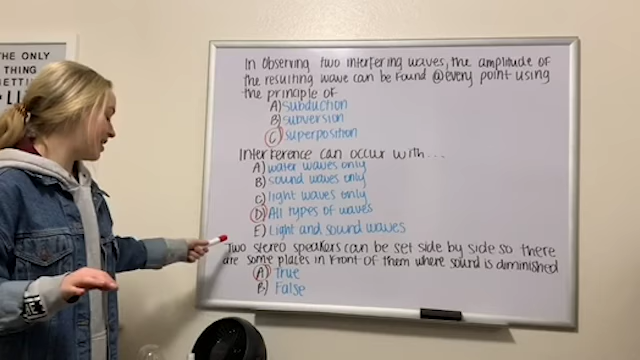 THE ONLY
THING
In Observing two interfering waves, the amplitude of
the resulting wave can be found @ every point using
the principle of
A) subduction
B) subversion
C) superposition
Interference can occur with...
A) water waves only
B) sound waves only
C) light waves only
D) All types of waves
E) Light and sound waves
Two stereo speakers can be set side by side so there
are some places in front of them where sound is diminished
A) True
B) False